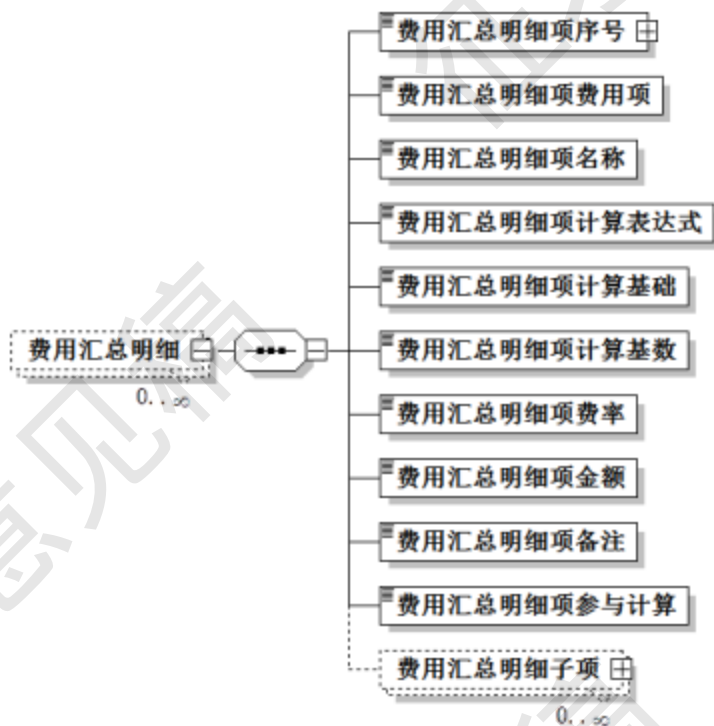 费用汇总明细项序号
费用汇总明细项费用项
费用汇总明细项名称
费用汇总明细项计算表达式
费用汇总明细项计算基础
费用汇总明细
0..∞
费用汇总明细项计算基数
费用汇总明细项费率
费用汇总明细项金额
费用汇总明细项备注
费用汇总明细项参与计算
费用汇总明细子项
0..∞
意见稿